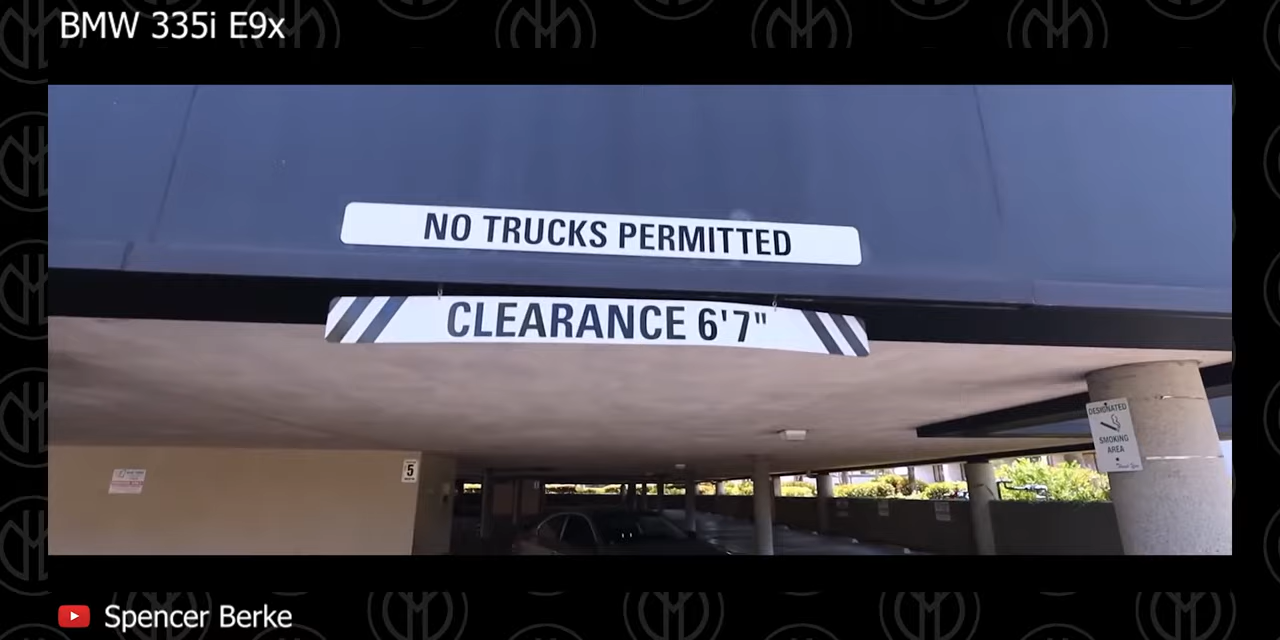 BMW 335i E9x
NO TRUCKS PERMITTED
CLEARANCE 6'7"
DESIGNATED
SMOKING
AREA
5
Spencer Berke